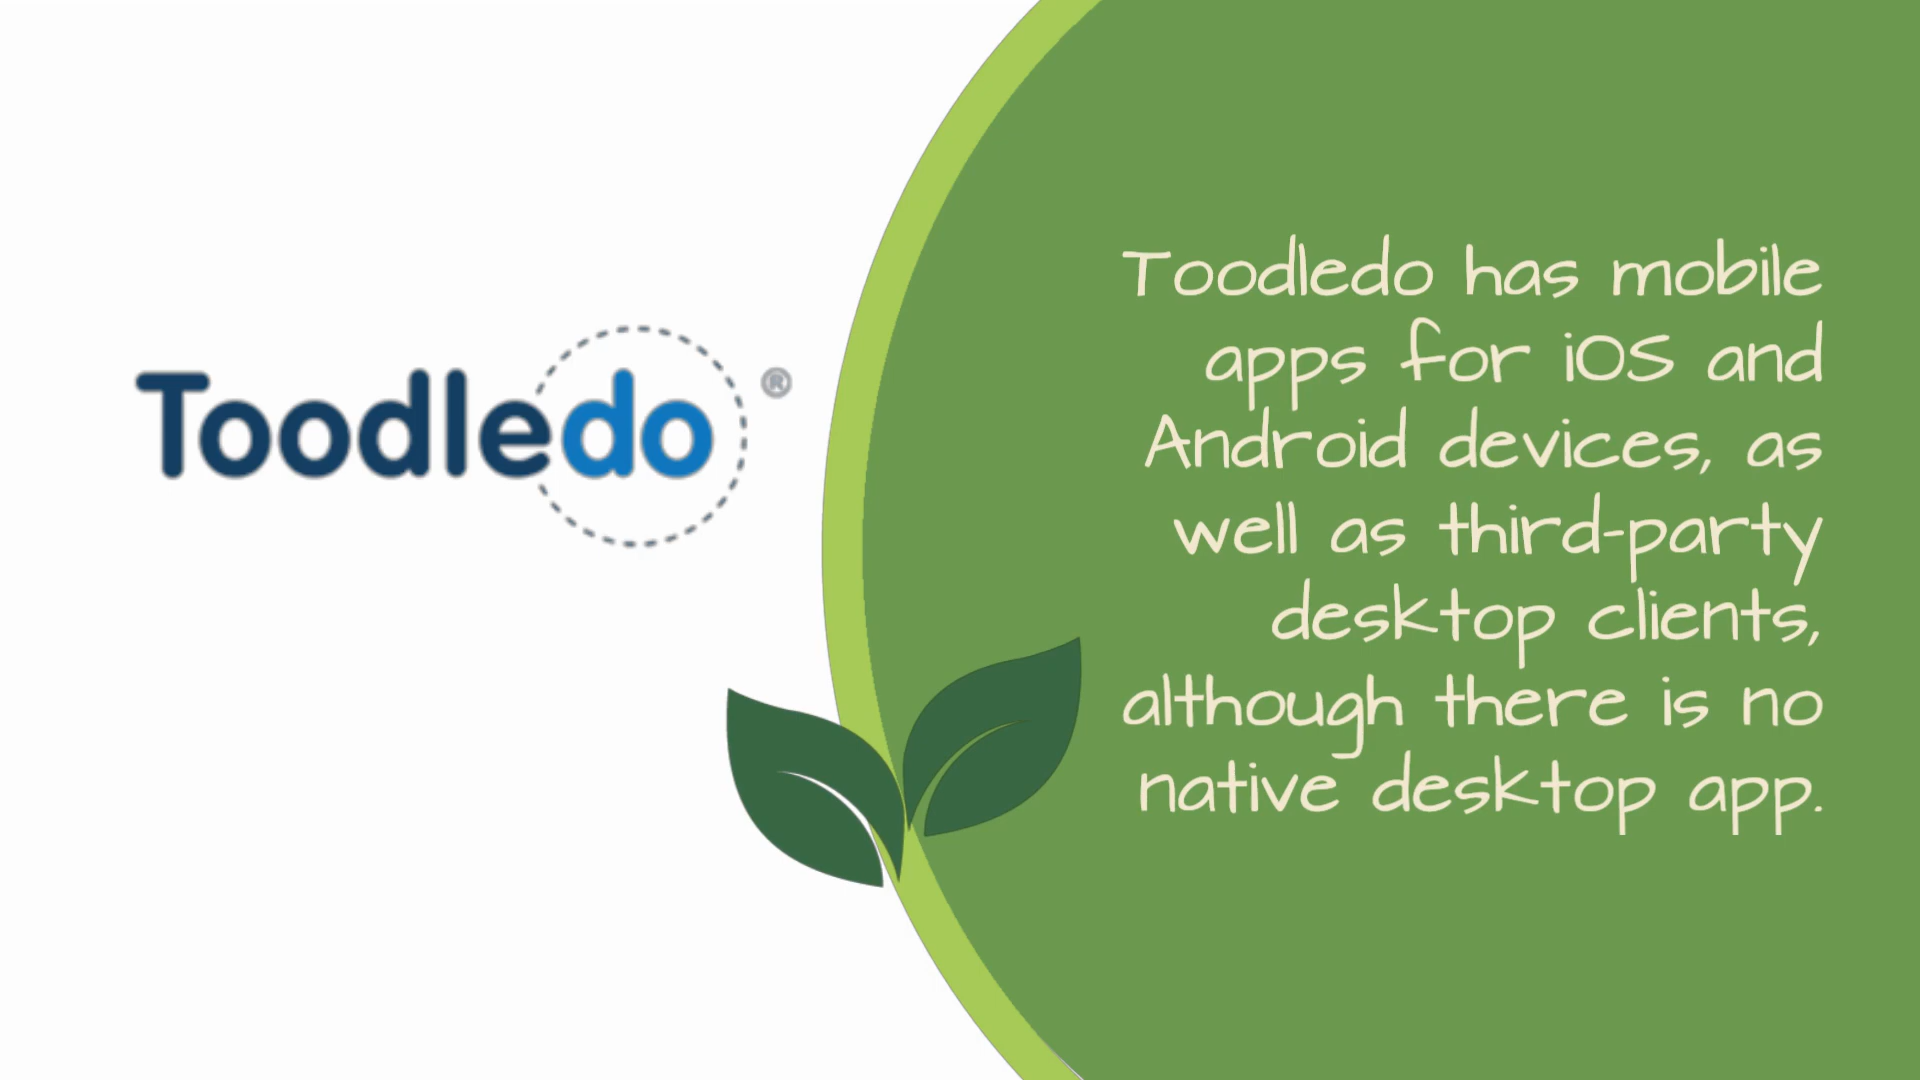 Toodledo®
Toodledo has mobile
apps for iOS and
Android devices, as
well as third-party
desktop clients,
although there is no
native desktop app.